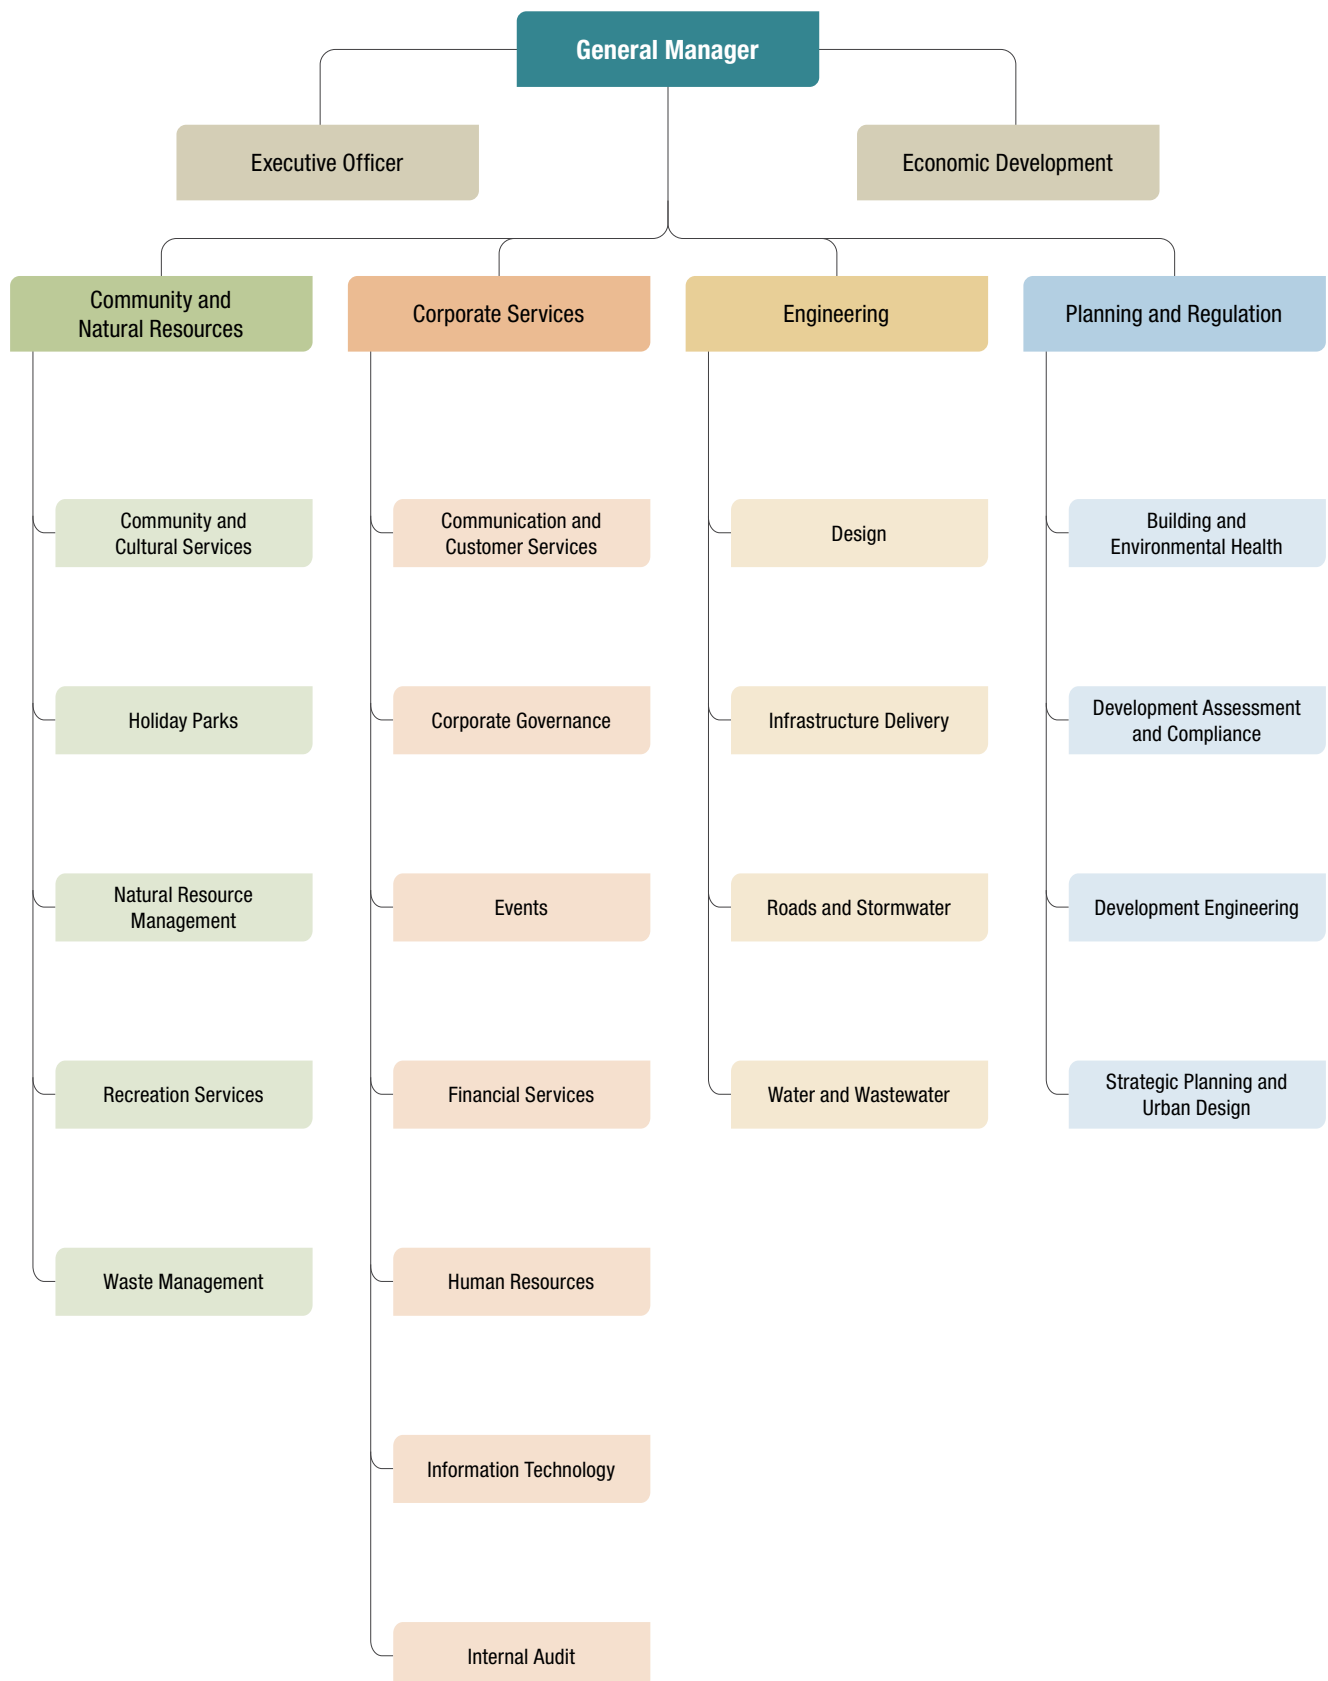 General Manager
Executive Officer
Economic Development
Community and
Natural Resources
Corporate Services
Engineering
Planning and Regulation
Community and
Cultural Services
Communication and
Customer Services
Design
Building and
Environmental Health
Holiday Parks
Corporate Governance
Infrastructure Delivery
Development Assessment
and Compliance
Natural Resource
Management
Events
Roads and Stormwater
Development Engineering
Recreation Services
Financial Services
Water and Wastewater
Strategic Planning and
Urban Design
Waste Management
Human Resources
Information Technology
Internal Audit